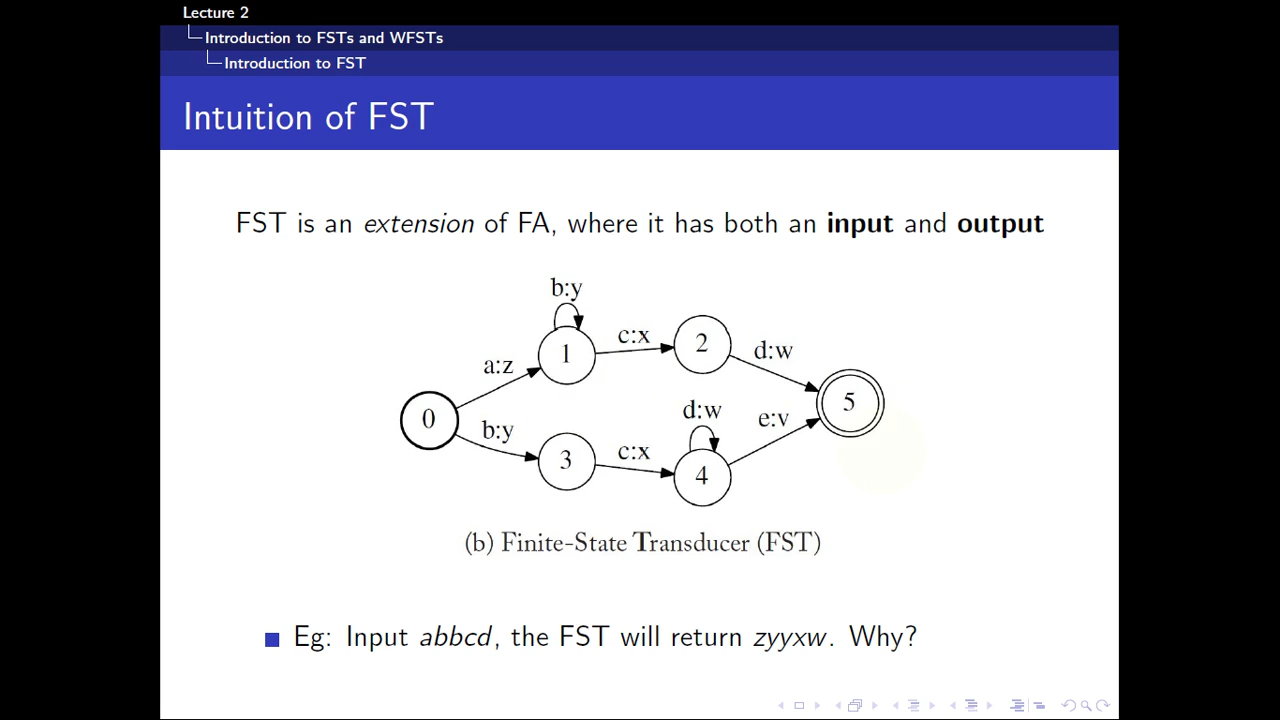 Lecture 2
Introduction to FSTs and WFSTs
Introduction to FST
Intuition of FST
FST is an extension of FA, where it has both an input and output
b:y
1
c:x
2
d:w
a:z
0
5
b:y
3
c:x
d:w
4
e:v
(b) Finite-State Transducer (FST)
Eg: Input abbcd, the FST will return zyyxw. Why?